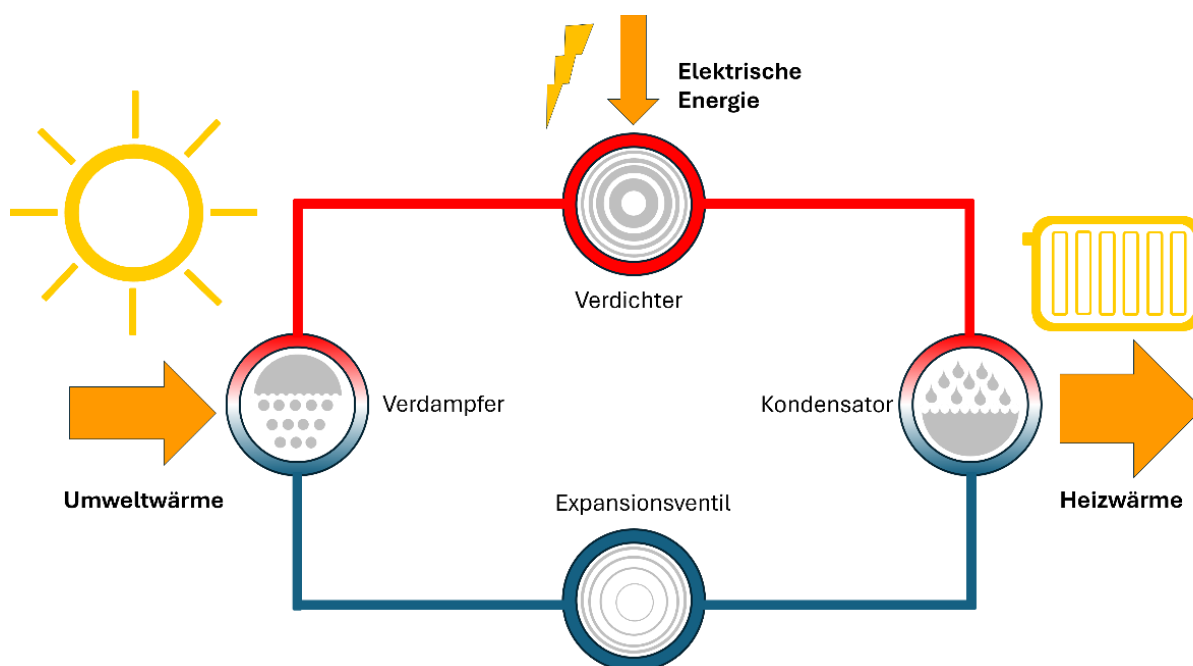 Elektrische
Energie
Verdichter
Verdampfer
Kondensator
Umweltwärme
Expansionsventil
Heizwärme